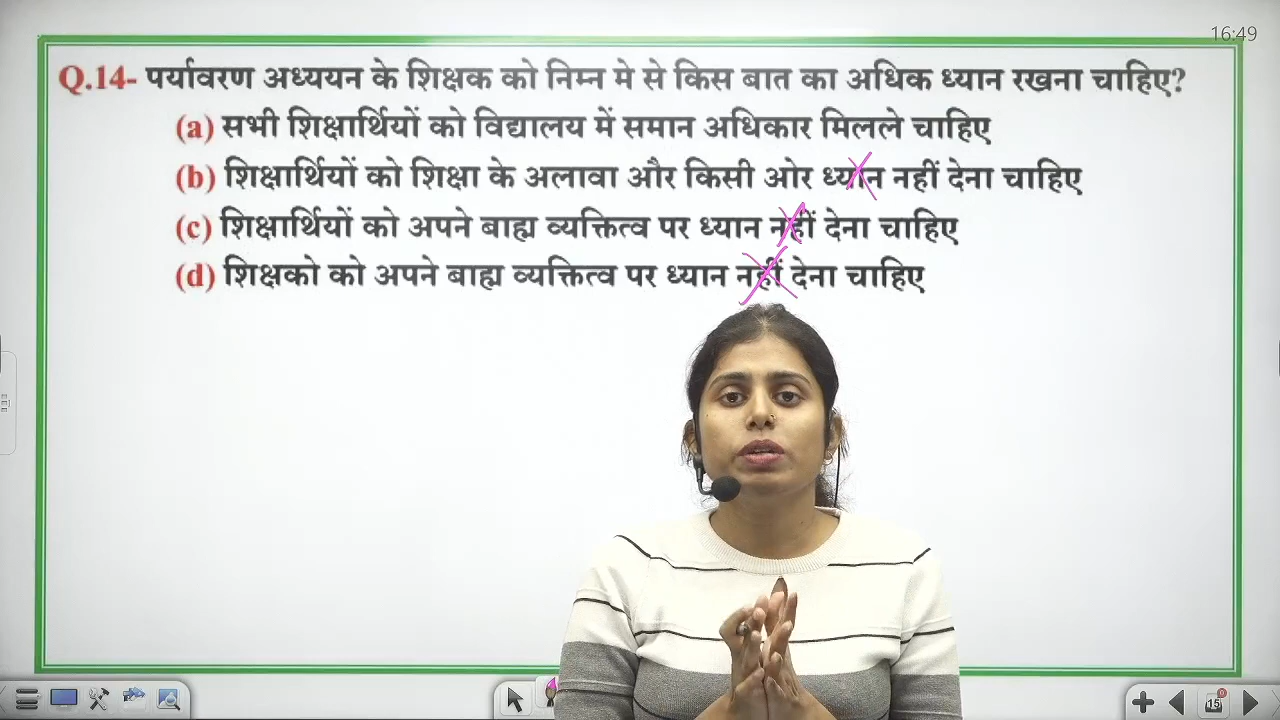 16:49
Q.14- पर्यावरण अध्ययन के शिक्षक को निम्न मे से किस बात का अधिक ध्यान रखना चाहिए?
(a) सभी शिक्षार्थियों को विद्यालय में समान अधिकार मिलले चाहिए
(b) शिक्षार्थियों को शिक्षा के अलावा और किसी ओर ध्यान नहीं देना चाहिए
(c) शिक्षार्थियों को अपने बाह्य व्यक्तित्व पर ध्यान नहीं देना चाहिए
(d) शिक्षको को अपने बाह्य व्यक्तित्व पर ध्यान नहीं देना चाहिए
15